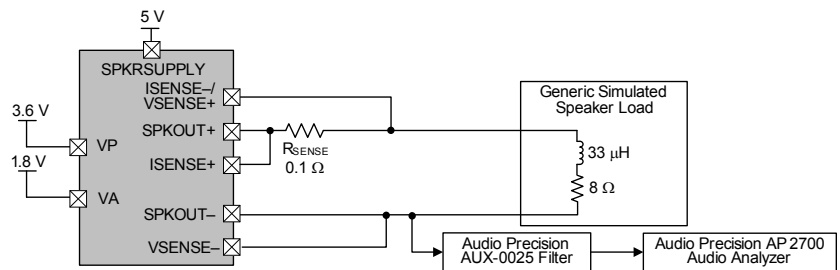 5 V
SPKRSUPPLY
ISENSE–/
VSENSE+
3.6 V
SPKOUT+
VP
RSENSE
0.1 Ω
ISENSE+
1.8 V
VA
SPKOUT–
VSENSE–
Generic Simulated
Speaker Load
33 μH
8 Ω
Audio Precision
AUX-0025 Filter
Audio Precision AP 2700
Audio Analyzer